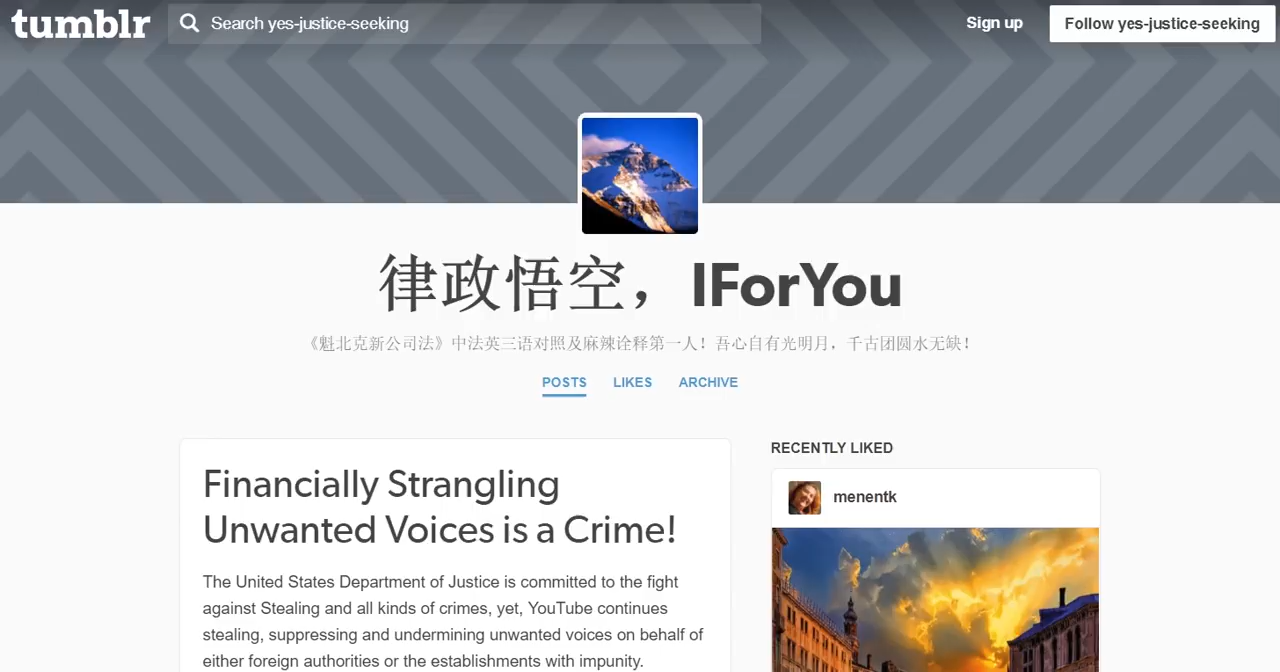 tumblr
Search yes-justice-seeking
Sign up
Follow yes-justice-seeking
律政悟空，IForYou
《魁北克新公司法》中法英三语对照及麻辣诠释第一人！吾心自有光明月，千古团圆水无缺！
POSTS LIKES ARCHIVE
Financially Strangling
Unwanted Voices is a Crime!
The United States Department of Justice is committed to the fight
against Stealing and all kinds of crimes, yet, YouTube continues
stealing, suppressing and undermining unwanted voices on behalf of
either foreign authorities or the establishments with impunity.
RECENTLY LIKED
menentk